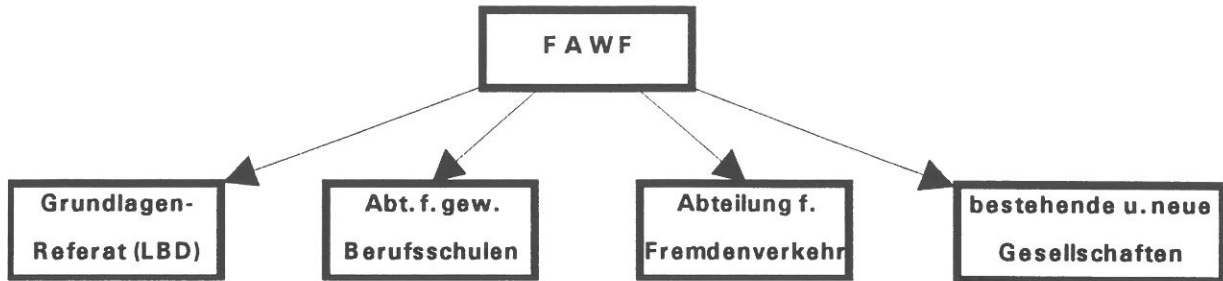 F A W F
Grundlagen-
Referat (LBD)
Abt. f. gew.
Berufsschulen
Abteilung f.
Fremdenverkehr
bestehende u. neue
Gesellschaften